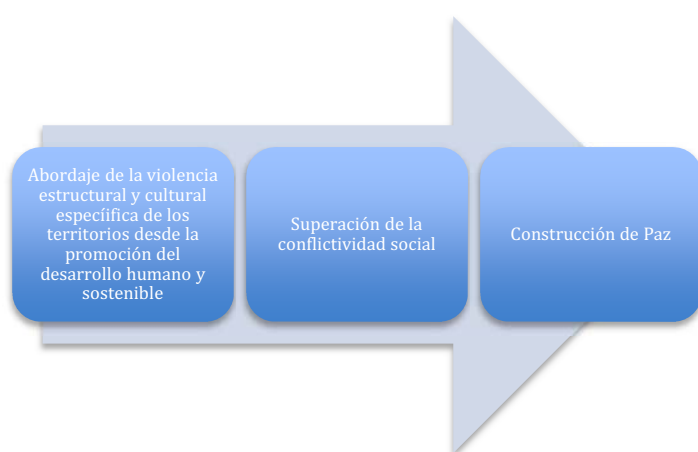 Abordaje de la violencia
estructural y cultural
especíifica de los
territorios desde la
promoción del
desarrollo humano y
sostenible
Superación de la
conflictividad social
Construcción de Paz